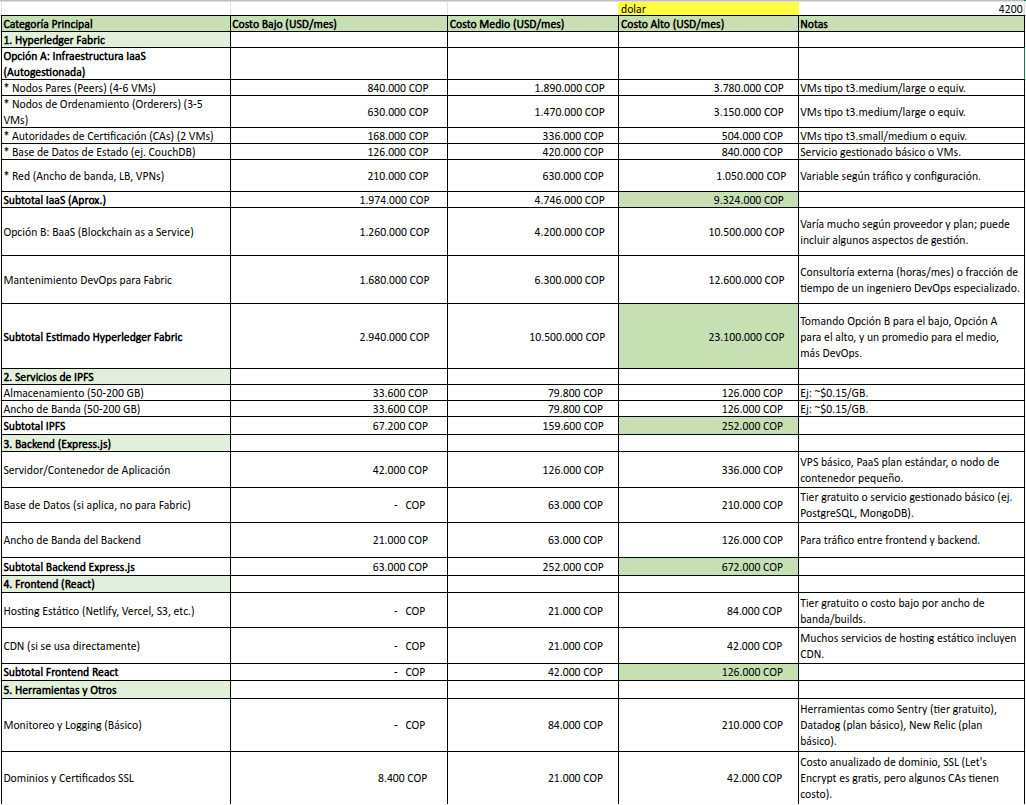 dolar 4200
Categoría Principal Costo Bajo (USD/mes) Costo Medio (USD/mes) Costo Alto (USD/mes) Notas
1. Hyperledger Fabric
Opción A: Infraestructura IaaS
(Autogestionada)
* Nodos Pares (Peers) (4-6 VMs) 840.000 COP 1.890.000 COP 3.780.000 COP VMs tipo t3.medium/large o equiv.
* Nodos de Ordenamiento (Orderers) (3-5
VMs) 630.000 COP 1.470.000 COP 3.150.000 COP VMs tipo t3.medium/large o equiv.
* Autoridades de Certificación (CAs) (2 VMs) 168.000 COP 336.000 COP 504.000 COP VMs tipo t3.small/medium o equiv.
* Base de Datos de Estado (ej. CouchDB) 126.000 COP 420.000 COP 840.000 COP Servicio gestionado básico o VMs.
* Red (Ancho de banda, LB, VPNs) 210.000 COP 630.000 COP 1.050.000 COP Variable según tráfico y configuración.
Subtotal IaaS (Aprox.) 1.974.000 COP 4.746.000 COP 9.324.000 COP
Opción B: BaaS (Blockchain as a Service) 1.260.000 COP 4.200.000 COP 10.500.000 COP Varía mucho según proveedor y plan; puede
incluir algunos aspectos de gestión.
Mantenimiento DevOps para Fabric 1.680.000 COP 6.300.000 COP 12.600.000 COP Consultoría externa (horas/mes) o fracción de
tiempo de un ingeniero DevOps especializado.
Subtotal Estimado Hyperledger Fabric 2.940.000 COP 10.500.000 COP 23.100.000 COP Tomando Opción B para el bajo, Opción A
para el alto, y un promedio para el medio,
más DevOps.
2. Servicios de IPFS
Almacenamiento (50-200 GB) 33.600 COP 79.800 COP 126.000 COP Ej: ~$0.15/GB.
Ancho de Banda (50-200 GB) 33.600 COP 79.800 COP 126.000 COP Ej: ~$0.15/GB.
Subtotal IPFS 67.200 COP 159.600 COP 252.000 COP
3. Backend (Express.js)
Servidor/Contenedor de Aplicación 42.000 COP 126.000 COP 336.000 COP VPS básico, PaaS plan estándar, o nodo de
contenedor pequeño.
Base de Datos (si aplica, no para Fabric) - COP 63.000 COP 210.000 COP Tier gratuito o servicio gestionado básico (ej.
PostgreSQL, MongoDB).
Ancho de Banda del Backend 21.000 COP 63.000 COP 126.000 COP Para tráfico entre frontend y backend.
Subtotal Backend Express.js 63.000 COP 252.000 COP 672.000 COP
4. Frontend (React)
Hosting Estático (Netlify, Vercel, S3, etc.) - COP 21.000 COP 84.000 COP Tier gratuito o costo bajo por ancho de
banda/builds.
CDN (si se usa directamente) - COP 21.000 COP 42.000 COP Muchos servicios de hosting estático incluyen
CDN.
Subtotal Frontend React - COP 42.000 COP 126.000 COP
5. Herramientas y Otros
Monitoreo y Logging (Básico) - COP 84.000 COP 210.000 COP Herramientas como Sentry (tier gratuito),
Datadog (plan básico), New Relic (plan
básico).
Dominios y Certificados SSL 8.400 COP 21.000 COP 42.000 COP Costo anualizado de dominio, SSL (Let's
Encrypt es gratis, pero algunos CAs tienen
costo).